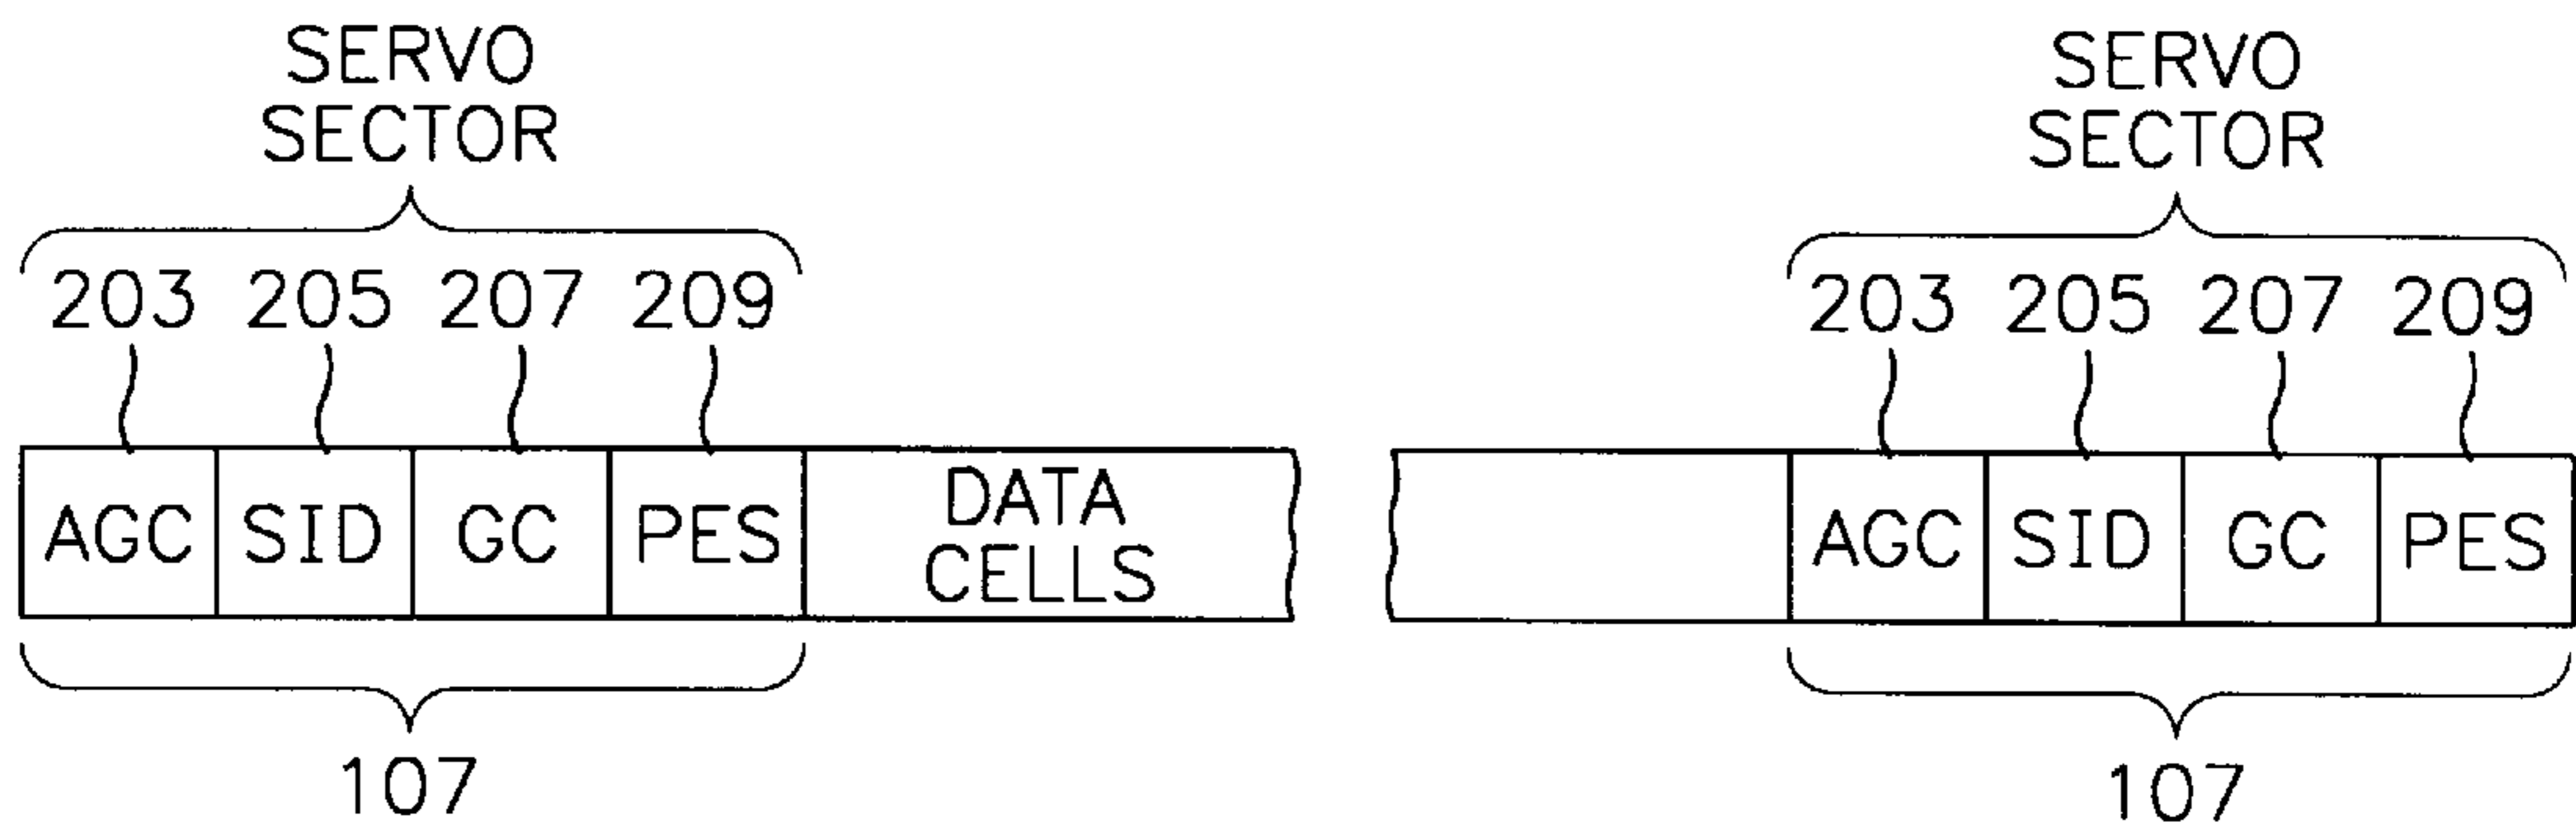 SERVO
SECTOR
SERVO
SECTOR
203 205 207 209
203 205 207 209
AGC SID GC PES DATA
CELLS
AGC SID GC PES
107
107